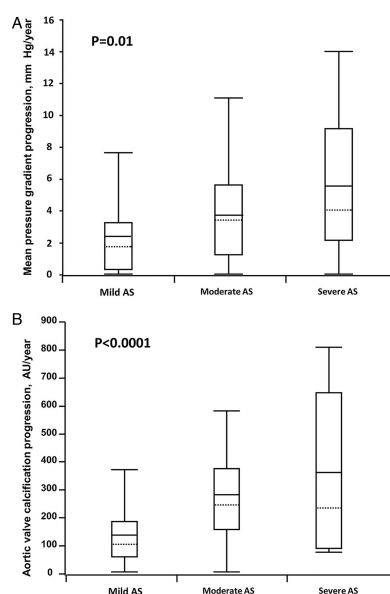 A
Mean pressure gradient progression, mm Hg/year
P=0.01
16
14
12
10
8
6
4
2
0
Mild AS Moderate AS Severe AS
B
Aortic valve calcification progression, AU/year
P<0.0001
900
800
700
600
500
400
300
200
100
0
Mild AS Moderate AS Severe AS